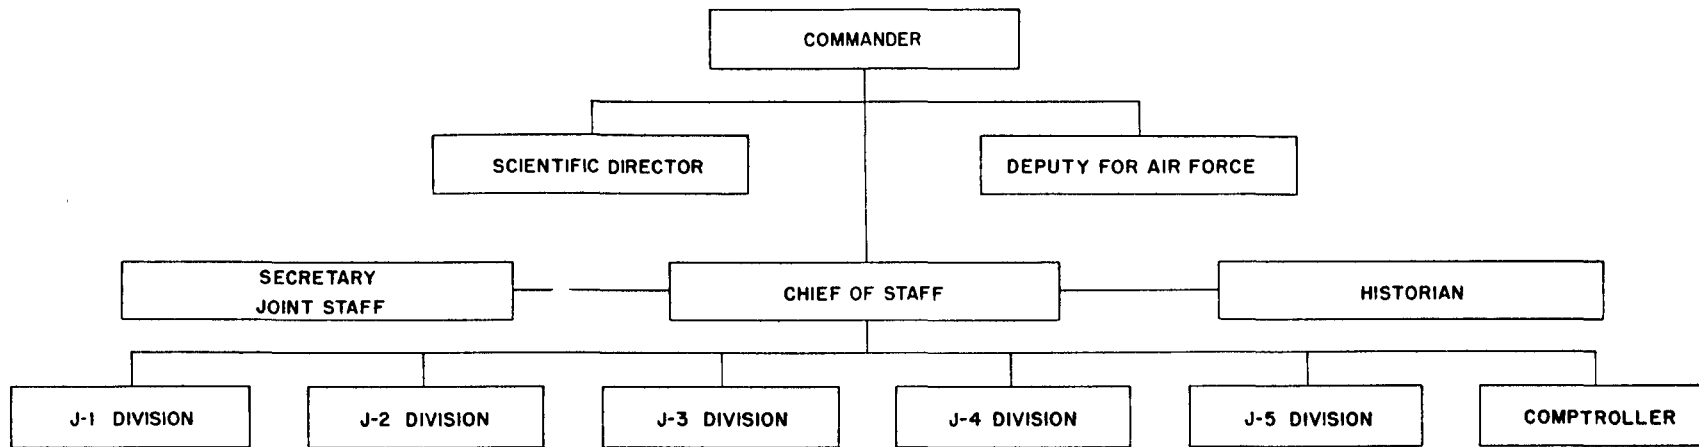 COMMANDER
SCIENTIFIC DIRECTOR
DEPUTY FOR AIR FORCE
SECRETARY
JOINT STAFF
CHIEF OF STAFF
HISTORIAN
J-1 DIVISION
J-2 DIVISION
J-3 DIVISION
J-4 DIVISION
J-5 DIVISION
COMPTROLLER